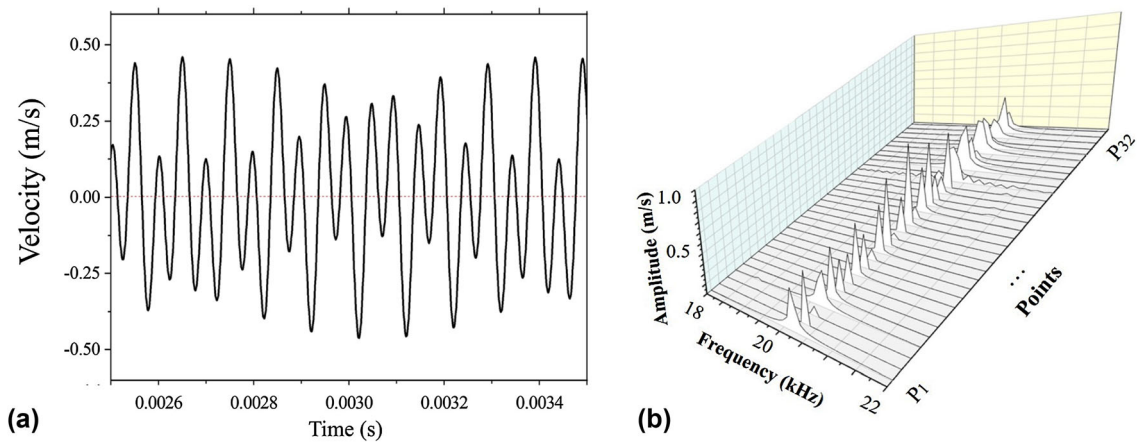 0.50
0.25
0.00
-0.25
-0.50
Velocity (m/s)
0.0026
0.0028
0.0030
0.0032
0.0034
Time (s)
(a)
1.0
0.5
Amplitude (m/s)
18
20
22
Frequency (kHz)
P1
...
Points
P32
(b)